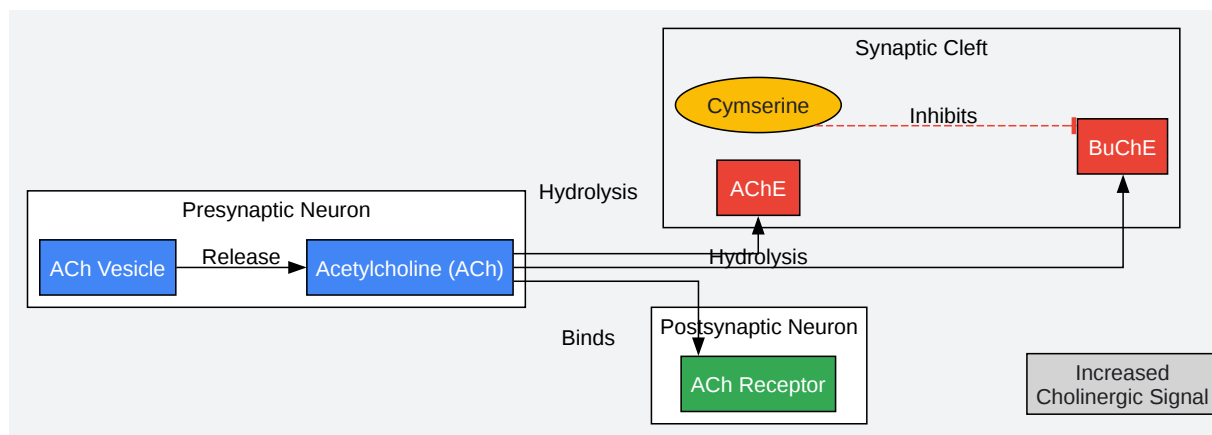 Synaptic Cleft
Cymserine
Inhibits
BuChE
AChE
Hydrolysis
Presynaptic Neuron
ACh Vesicle
Release
Acetylcholine (ACh)
Hydrolysis
Binds
Postsynaptic Neuron
ACh Receptor
Increased
Cholinergic Signal